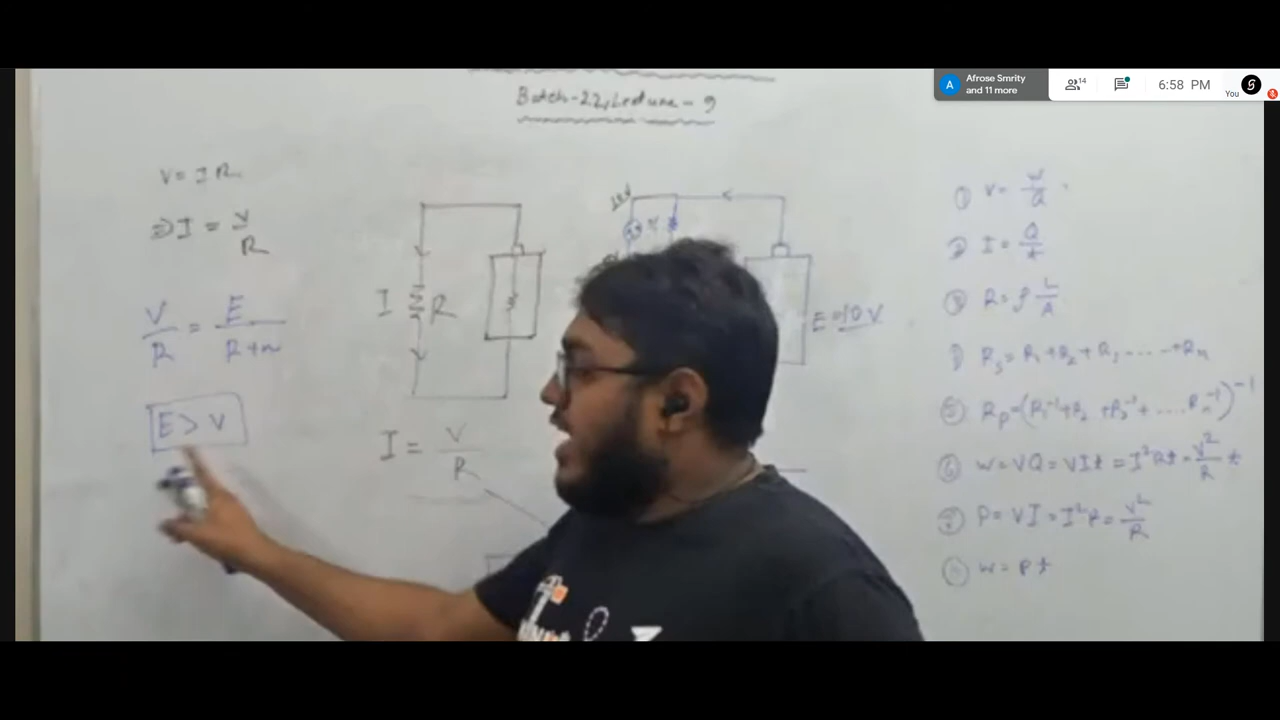 Batch-22, Lecture-9
V = IR
⇒ I = V/R
V/R = E/(R+r)
E > V
I
R
I = V/R
10V
E = 10 V
① V = W/Q
② I = Q/t
③ R = ρ L/A
④ Rs = R1 + R2 + R3 ..... + Rn
⑤ Rp = (R1⁻¹ + R2⁻¹ + R3⁻¹ + .... Rn⁻¹)⁻¹
⑥ W = VQ = VIt = I²Rt = V²/R t
⑦ P = VI = I²R = V²/R
⑧ W = Pt
Afrose Smrity
and 11 more
14
6:58 PM
You
A